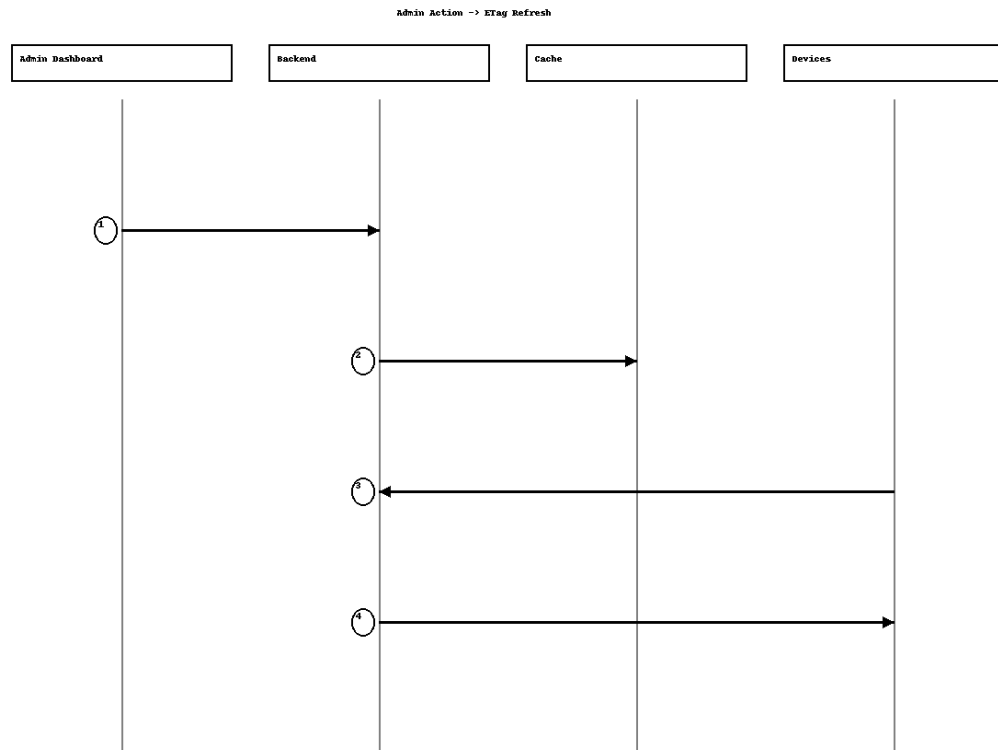 Admin Action -> ETag Refresh
Admin Dashboard
Backend
Cache
Devices
1
2
3
4